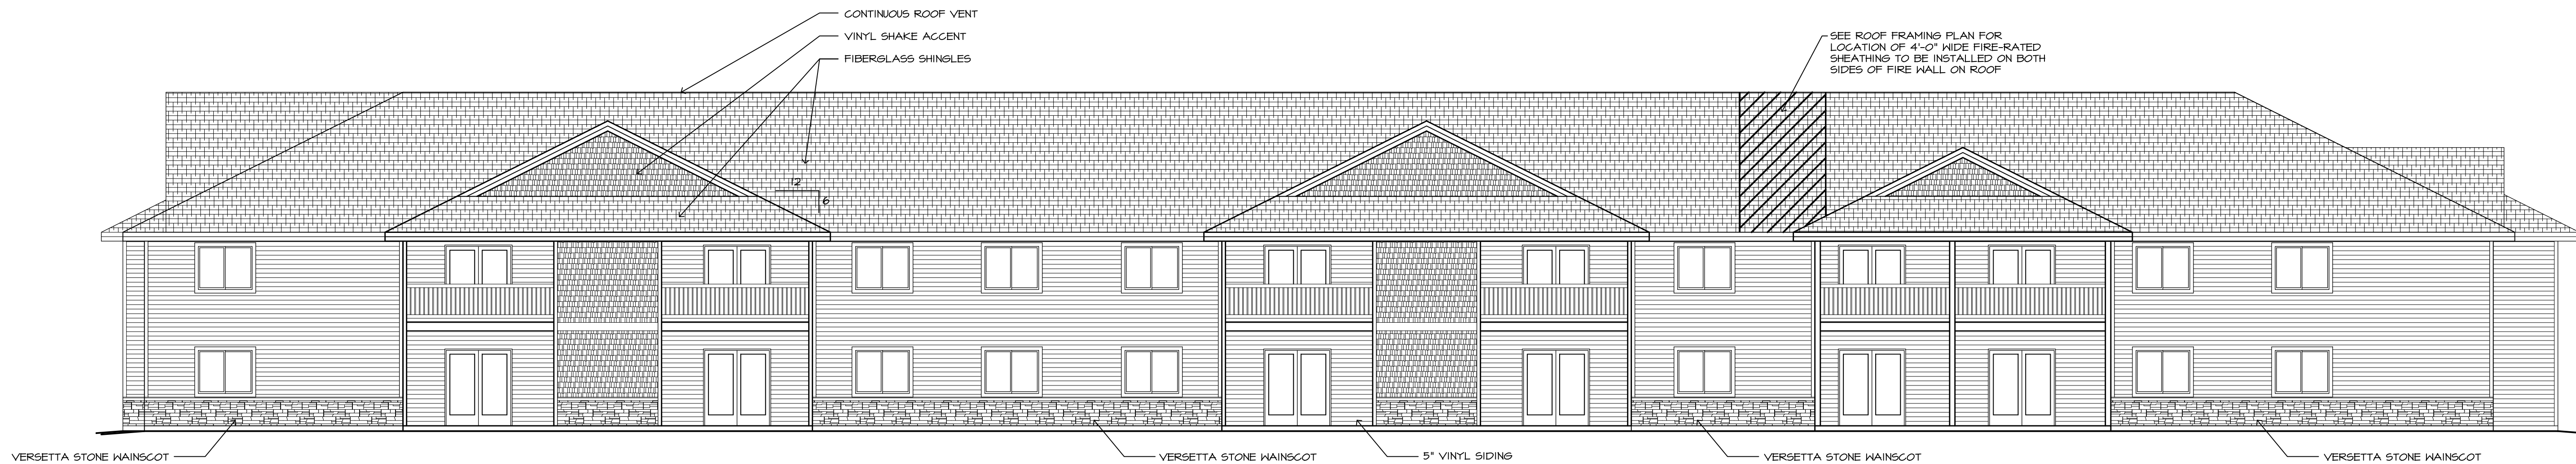 CONTINUOUS ROOF VENT
VINYL SHAKE ACCENT
FIBERGLASS SHINGLES
SEE ROOF FRAMING PLAN FOR
LOCATION OF 4'-0" WIDE FIRE-RATED
SHEATHING TO BE INSTALLED ON BOTH
SIDES OF FIRE WALL ON ROOF
12
6
VERSETTA STONE WAINSCOT
VERSETTA STONE WAINSCOT
5" VINYL SIDING
VERSETTA STONE WAINSCOT
VERSETTA STONE WAINSCOT